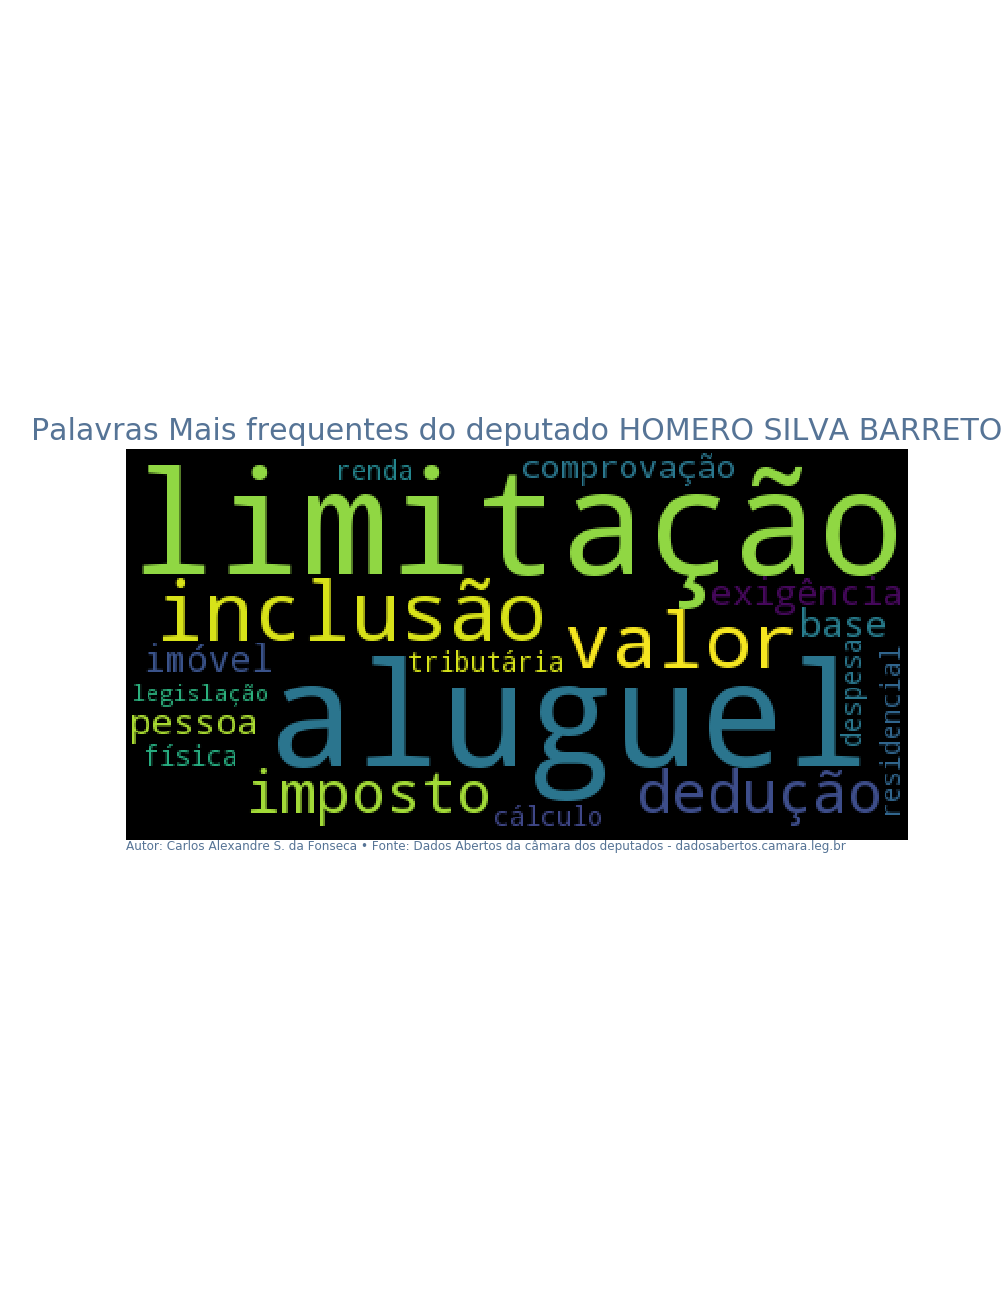 Palavras Mais frequentes do deputado HOMERO SILVA BARRETO
renda
comprovação
limitação
exigência
inclusão
valor
base
imóvel
tributária
despesa
residencial
legislação
aluguel
pessoa
física
imposto
dedução
cálculo
Autor: Carlos Alexandre S. da Fonseca • Fonte: Dados Abertos da câmara dos deputados - dadosabertos.camara.leg.br